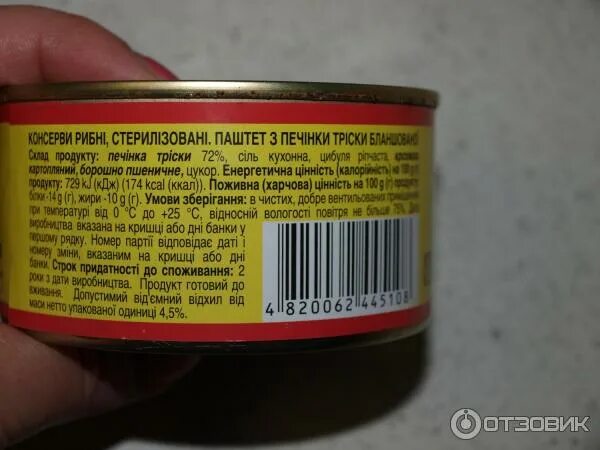 КОНСЕРВИ РИБНІ, СТЕРИЛІЗОВАНІ. ПАШТЕТ З ПЕЧІНКИ ТРІСКИ БЛАНШОВАНОЇ
Склад продукту: печінка тріски 72%, сіль кухонна, цибуля ріпчаста, крохмаль
картопляний, борошно пшеничне, цукор. Енергетична цінність (калорійність) на 100 g (г)
продукту: 729 kJ (кДж) (174 kcal (ккал)). Поживна (харчова) цінність на 100 g (г) продукту:
білки -14 g (г), жири -10 g (г). Умови зберігання: в чистих, добре вентильованих приміщеннях
при температурі від 0 °C до +25 °C, відносній вологості повітря не більше 75%. Дата
виробництва вказана на кришці або дні банки у
першому рядку. Номер партії відповідає даті і
номеру зміни, вказаним на кришці або дні
банки. Строк придатності до споживання: 2
роки з дати виробництва. Продукт готовий до
вживання. Допустимий від'ємний відхил від
маси нетто упакованої одиниці 4,5%.
4 820062 445108
ОТЗОВИК